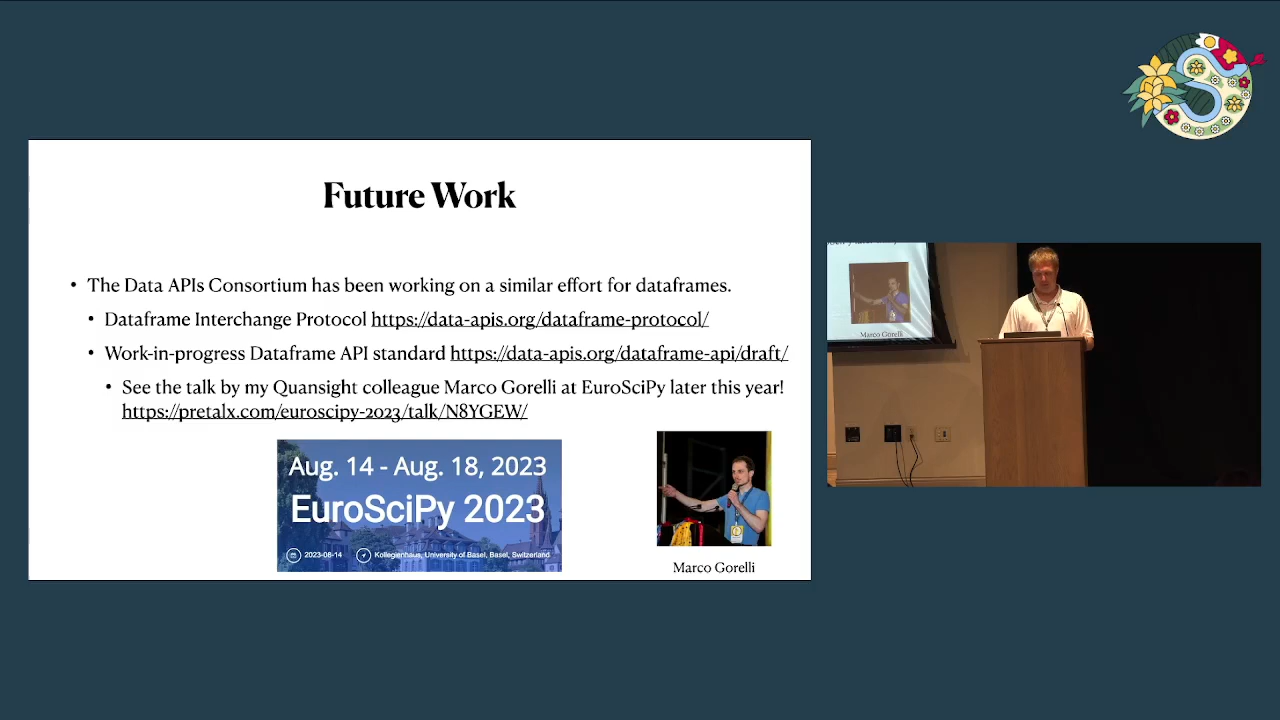 Future Work
• The Data APIs Consortium has been working on a similar effort for dataframes.
• Dataframe Interchange Protocol https://data-apis.org/dataframe-protocol/
• Work-in-progress Dataframe API standard https://data-apis.org/dataframe-api/draft/
• See the talk by my Quansight colleague Marco Gorelli at EuroSciPy later this year!
https://pretalx.com/euroscipy-2023/talk/N8YGEW/
Aug. 14 - Aug. 18, 2023
EuroSciPy 2023
2023-08-14 Kollegienhaus, University of Basel, Basel, Switzerland
Marco Gorelli
Marco Gorelli